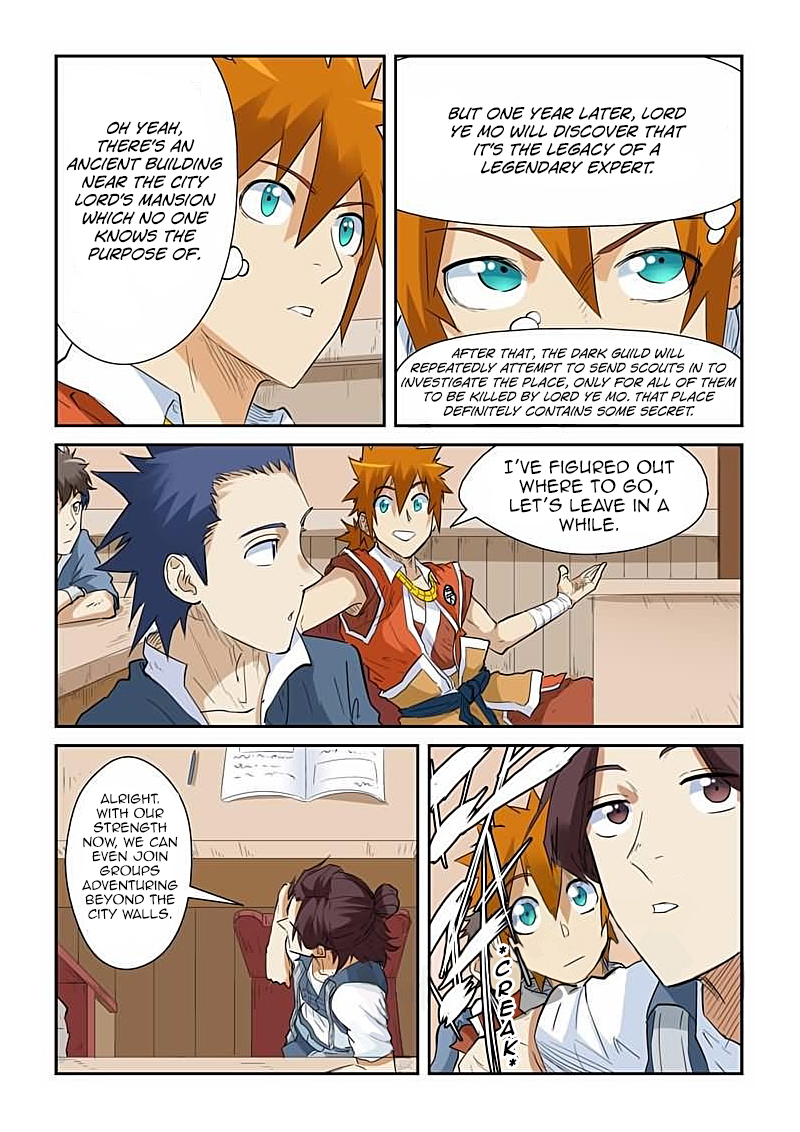 OH YEAH,
THERE'S AN
ANCIENT BUILDING
NEAR THE CITY
LORD'S MANSION
WHICH NO ONE
KNOWS THE
PURPOSE OF.
BUT ONE YEAR LATER, LORD
YE MO WILL DISCOVER THAT
IT'S THE LEGACY OF A
LEGENDARY EXPERT.
AFTER THAT, THE DARK GUILD WILL
REPEATEDLY ATTEMPT TO SEND SCOUTS IN TO
INVESTIGATE THE PLACE, ONLY FOR ALL OF THEM
TO BE KILLED BY LORD YE MO. THAT PLACE
DEFINITELY CONTAINS SOME SECRET.
I'VE FIGURED OUT
WHERE TO GO,
LET'S LEAVE IN A
WHILE.
ALRIGHT.
WITH OUR
STRENGTH
NOW, WE CAN
EVEN JOIN
GROUPS
ADVENTURING
BEYOND THE
CITY WALLS.
*CREAK*